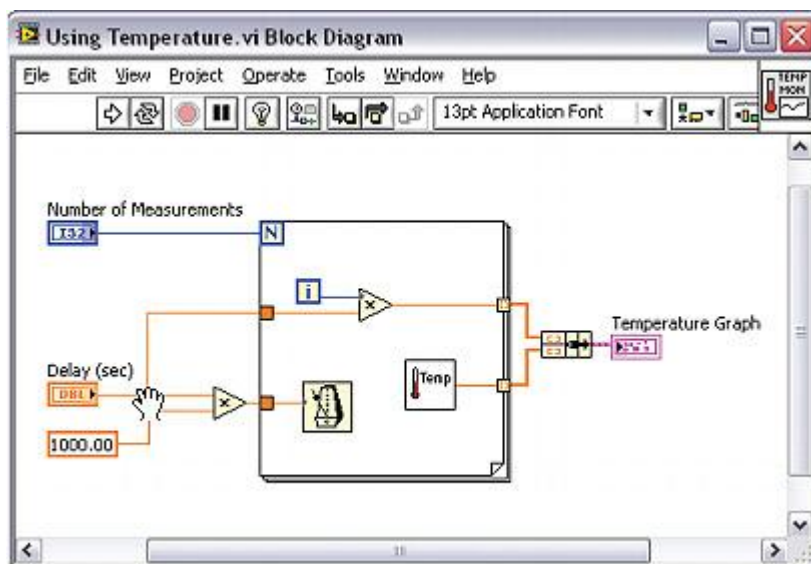 Using Temperature.vi Block Diagram
File Edit View Project Operate Tools Window Help
TEMP
MON
13pt Application Font
Number of Measurements
I32
N
i
x
Temperature Graph
Delay (sec)
DBL
x
Temp
1000.00